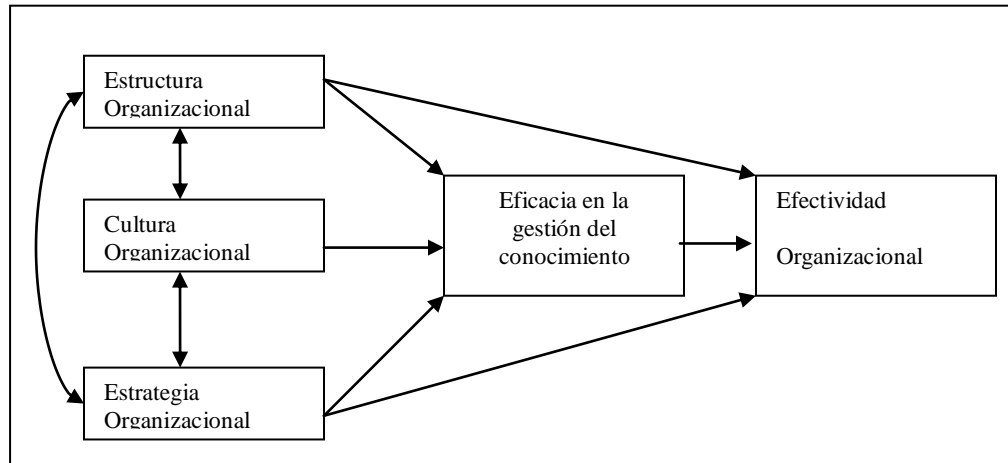 Estructura
Organizacional
Cultura
Organizacional
Estrategia
Organizacional
Eficacia en la
gestión del
conocimiento
Efectividad
Organizacional